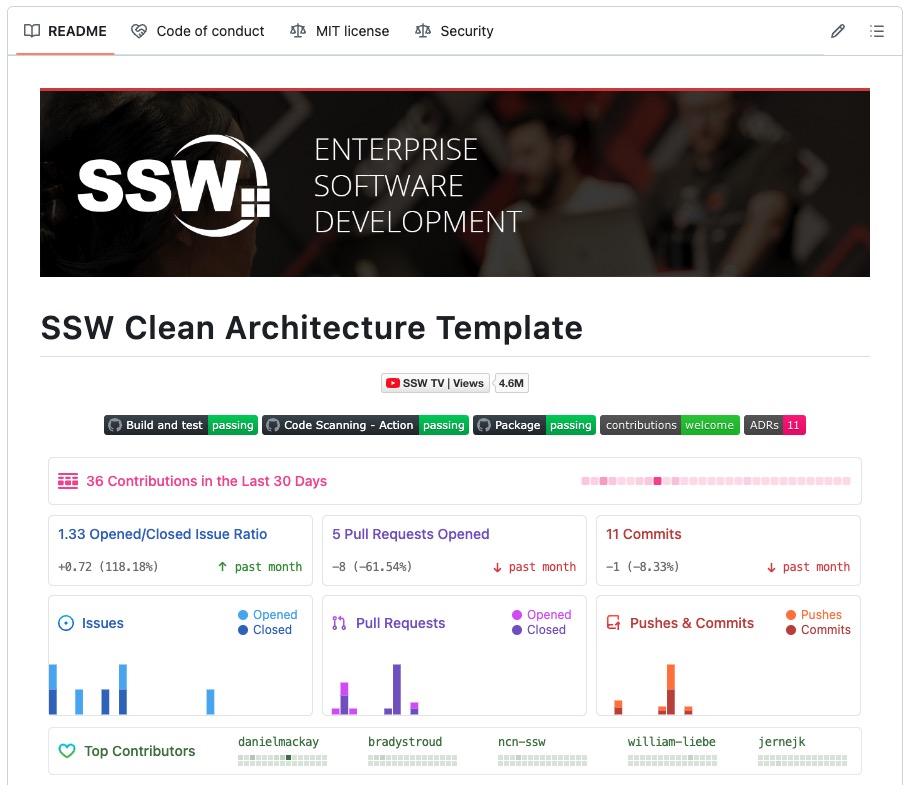 README
Code of conduct
MIT license
Security
SSW
ENTERPRISE
SOFTWARE
DEVELOPMENT
SSW Clean Architecture Template
SSW TV | Views 4.6M
Build and test passing Code Scanning - Action passing Package passing contributions welcome ADRs 11
36 Contributions in the Last 30 Days
1.33 Opened/Closed Issue Ratio
+0.72 (118.18%) ↑ past month
5 Pull Requests Opened
-8 (-61.54%) ↓ past month
11 Commits
-1 (-8.33%) ↓ past month
Issues
Opened
Closed
Pull Requests
Opened
Closed
Pushes & Commits
Pushes
Commits
Top Contributors
danielmackay
bradystroud
ncn-ssw
william-liebe
jernejk